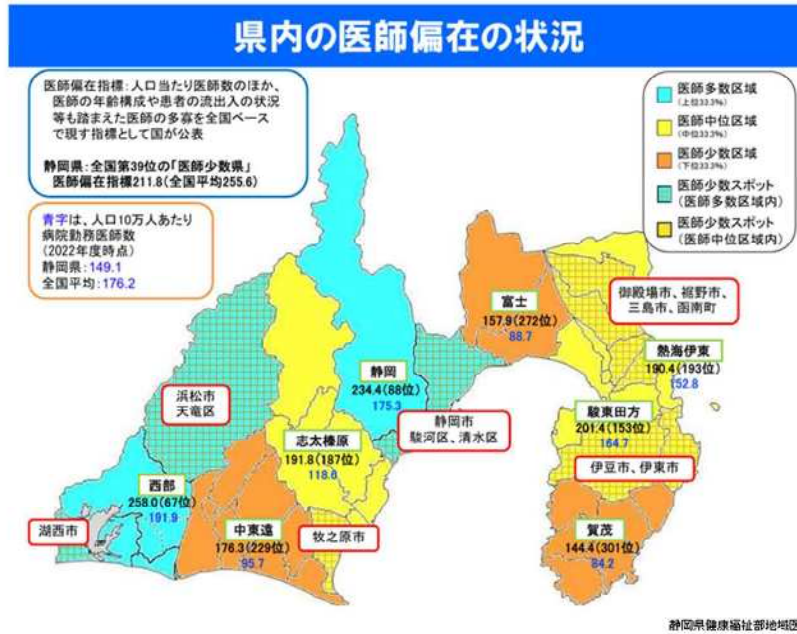 県内の医師偏在の状況
医師偏在指標:人口当たり医師数のほか、
医師の年齢構成や患者の流出入の状況
等も踏まえた医師の多寡を全国ベース
で現す指標として国が公表
静岡県:全国第39位の「医師少数県」
医師偏在指標211.8(全国平均255.6)
青字は、人口10万人あたり
病院勤務医師数
(2022年度時点)
静岡県:149.1
全国平均:176.2
医師多数区域
(上位33.3%)
医師中位区域
(中位33.3%)
医師少数区域
(下位33.3%)
医師少数スポット
(医師多数区域内)
医師少数スポット
(医師中位区域内)
御殿場市、裾野市、
三島市、函南町
富士
157.9(272位)
88.7
熱海伊東
190.4(193位)
152.8
静岡
234.4(88位)
175.3
浜松市
天竜区
静岡市
駿河区、清水区
駿東田方
201.4(153位)
164.7
志太榛原
191.8(187位)
118.6
伊豆市、伊東市
西部
258.0(67位)
191.9
湖西市
中東遠
176.3(229位)
95.7
牧之原市
賀茂
144.4(301位)
84.2
静岡県健康福祉部地域医